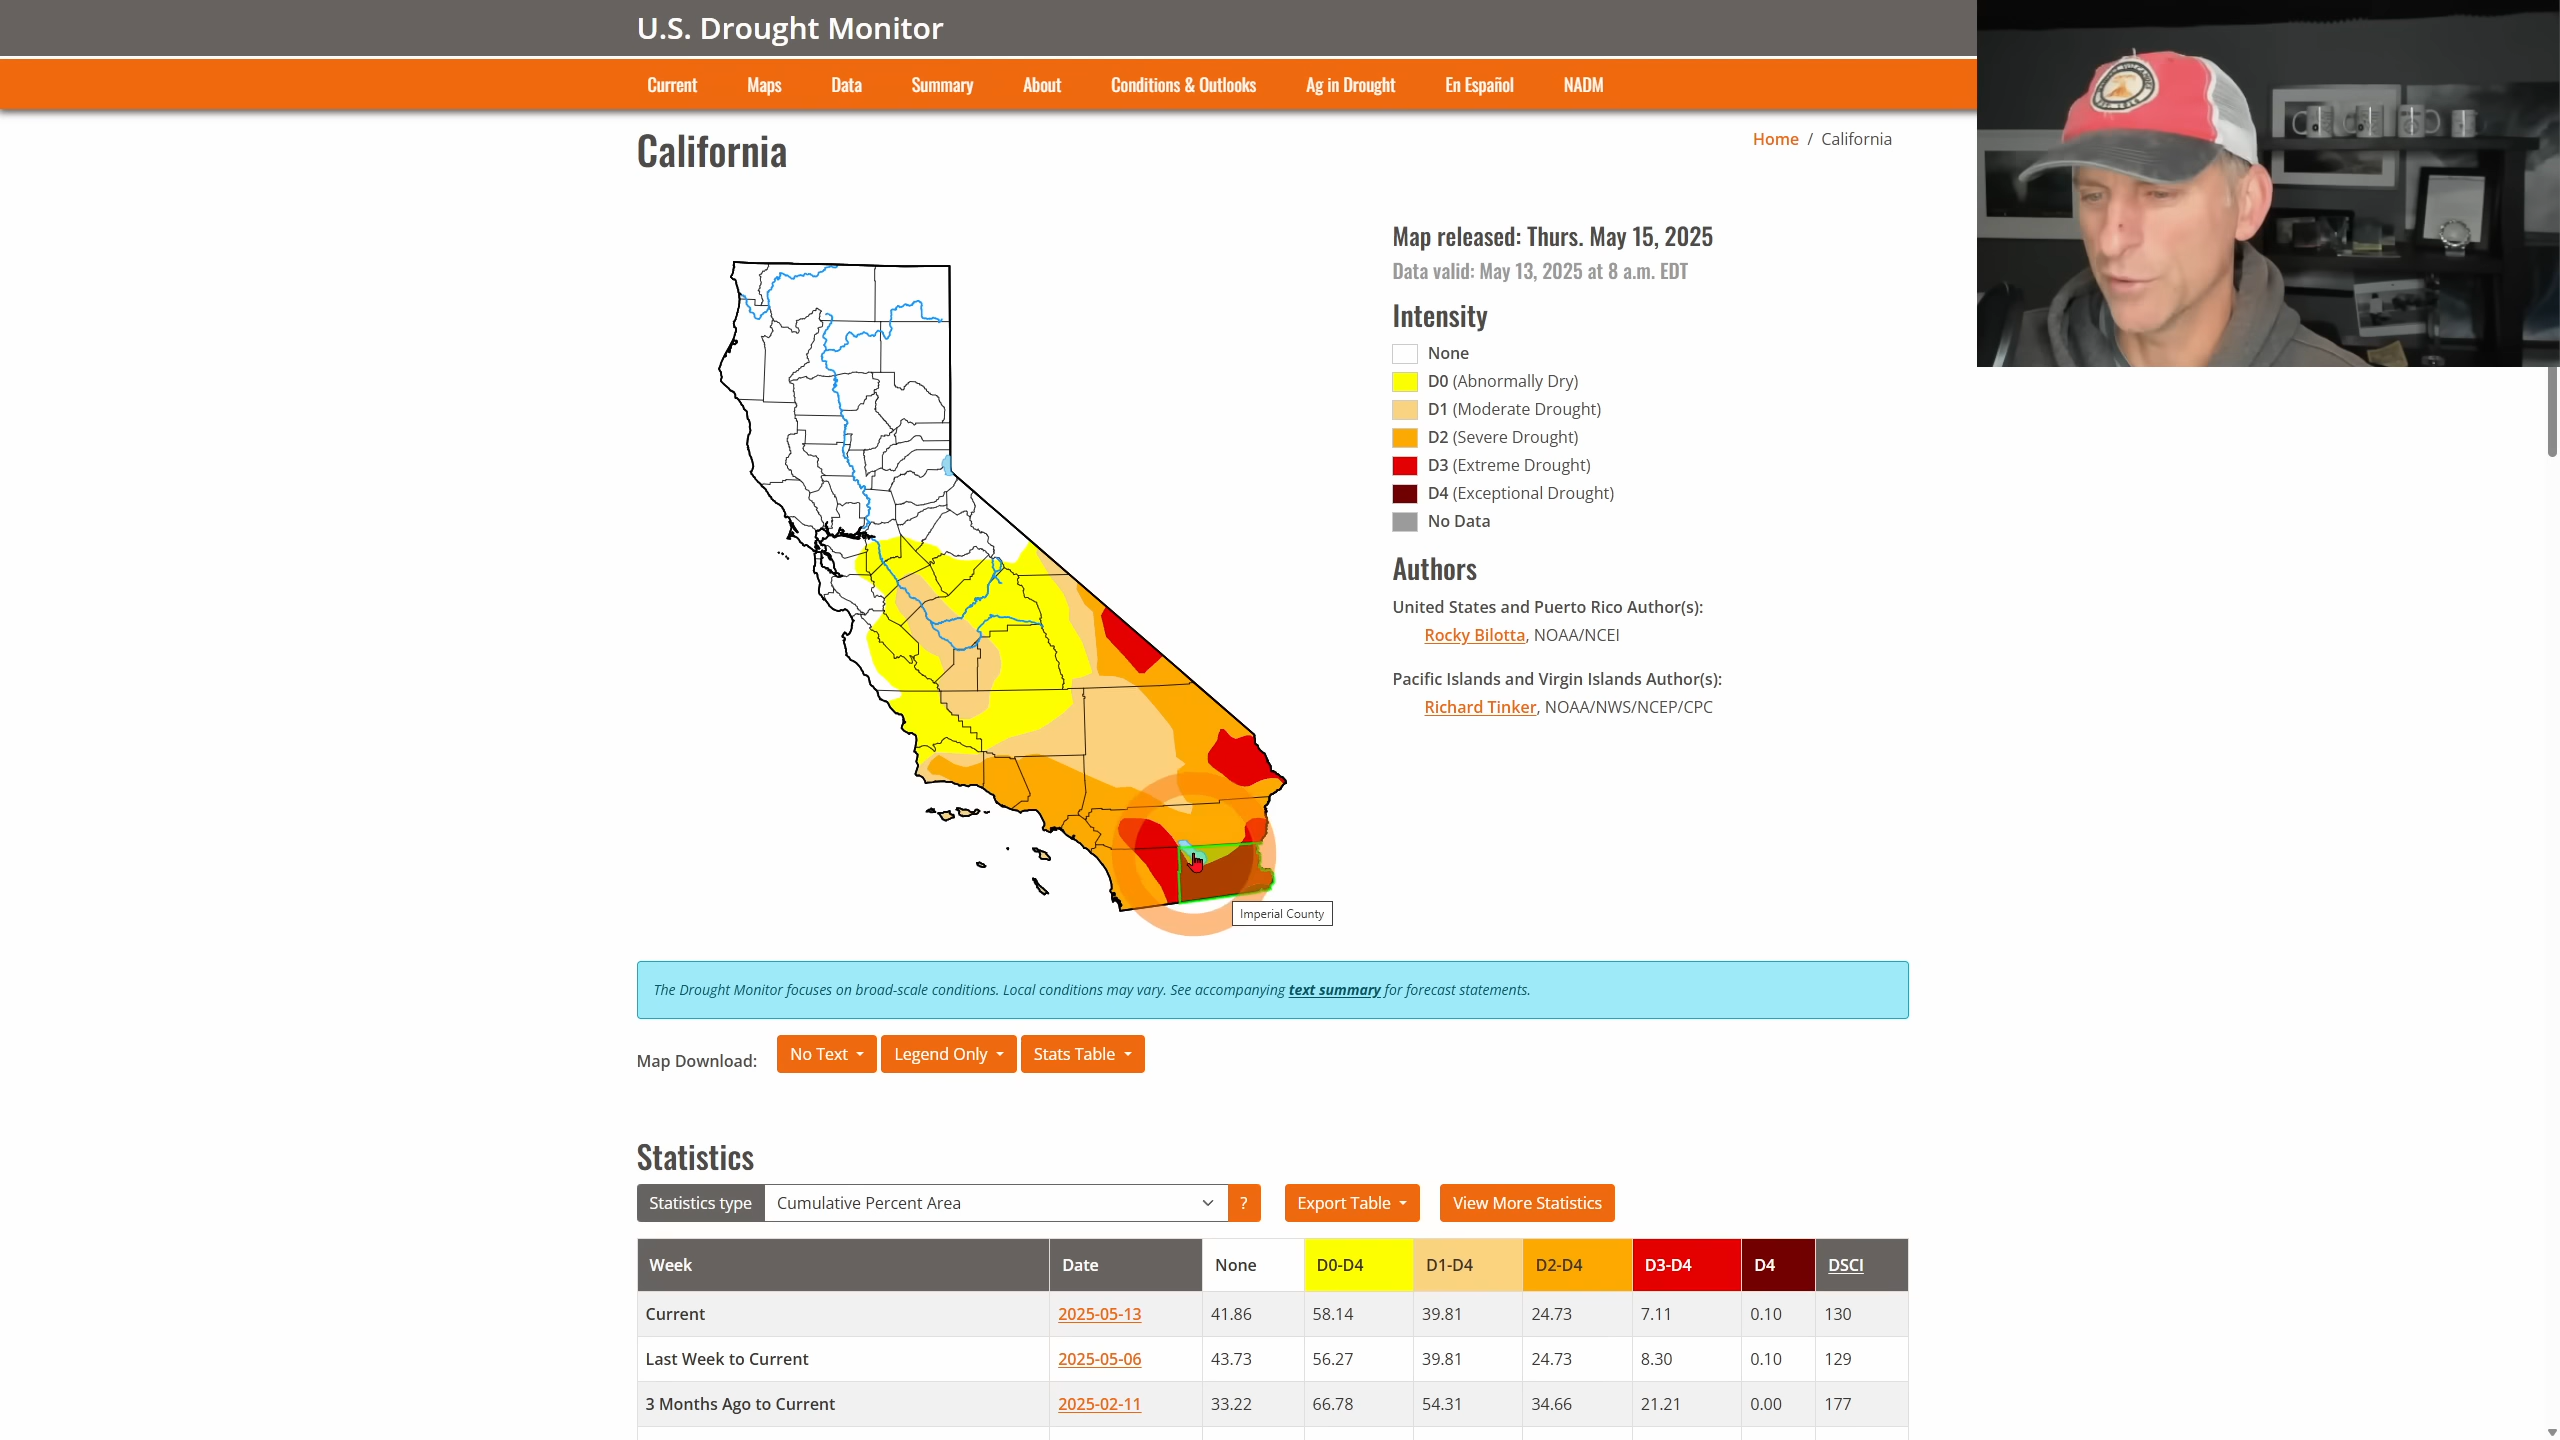 U.S. Drought Monitor
Current Maps Data Summary About Conditions & Outlooks Ag in Drought En Español NADM
California
Home / California
Map released: Thurs. May 15, 2025
Data valid: May 13, 2025 at 8 a.m. EDT
Intensity
None
D0 (Abnormally Dry)
D1 (Moderate Drought)
D2 (Severe Drought)
D3 (Extreme Drought)
D4 (Exceptional Drought)
No Data
Authors
United States and Puerto Rico Author(s):
Rocky Bilotta, NOAA/NCEI
Pacific Islands and Virgin Islands Author(s):
Richard Tinker, NOAA/NWS/NCEP/CPC
Imperial County
The Drought Monitor focuses on broad-scale conditions. Local conditions may vary. See accompanying text summary for forecast statements.
Map Download: No Text Legend Only Stats Table
Statistics
Statistics type Cumulative Percent Area ? Export Table View More Statistics
Week Date None D0-D4 D1-D4 D2-D4 D3-D4 D4 DSCI
Current 2025-05-13 41.86 58.14 39.81 24.73 7.11 0.10 130
Last Week to Current 2025-05-06 43.73 56.27 39.81 24.73 8.30 0.10 129
3 Months Ago to Current 2025-02-11 33.22 66.78 54.31 34.66 21.21 0.00 177